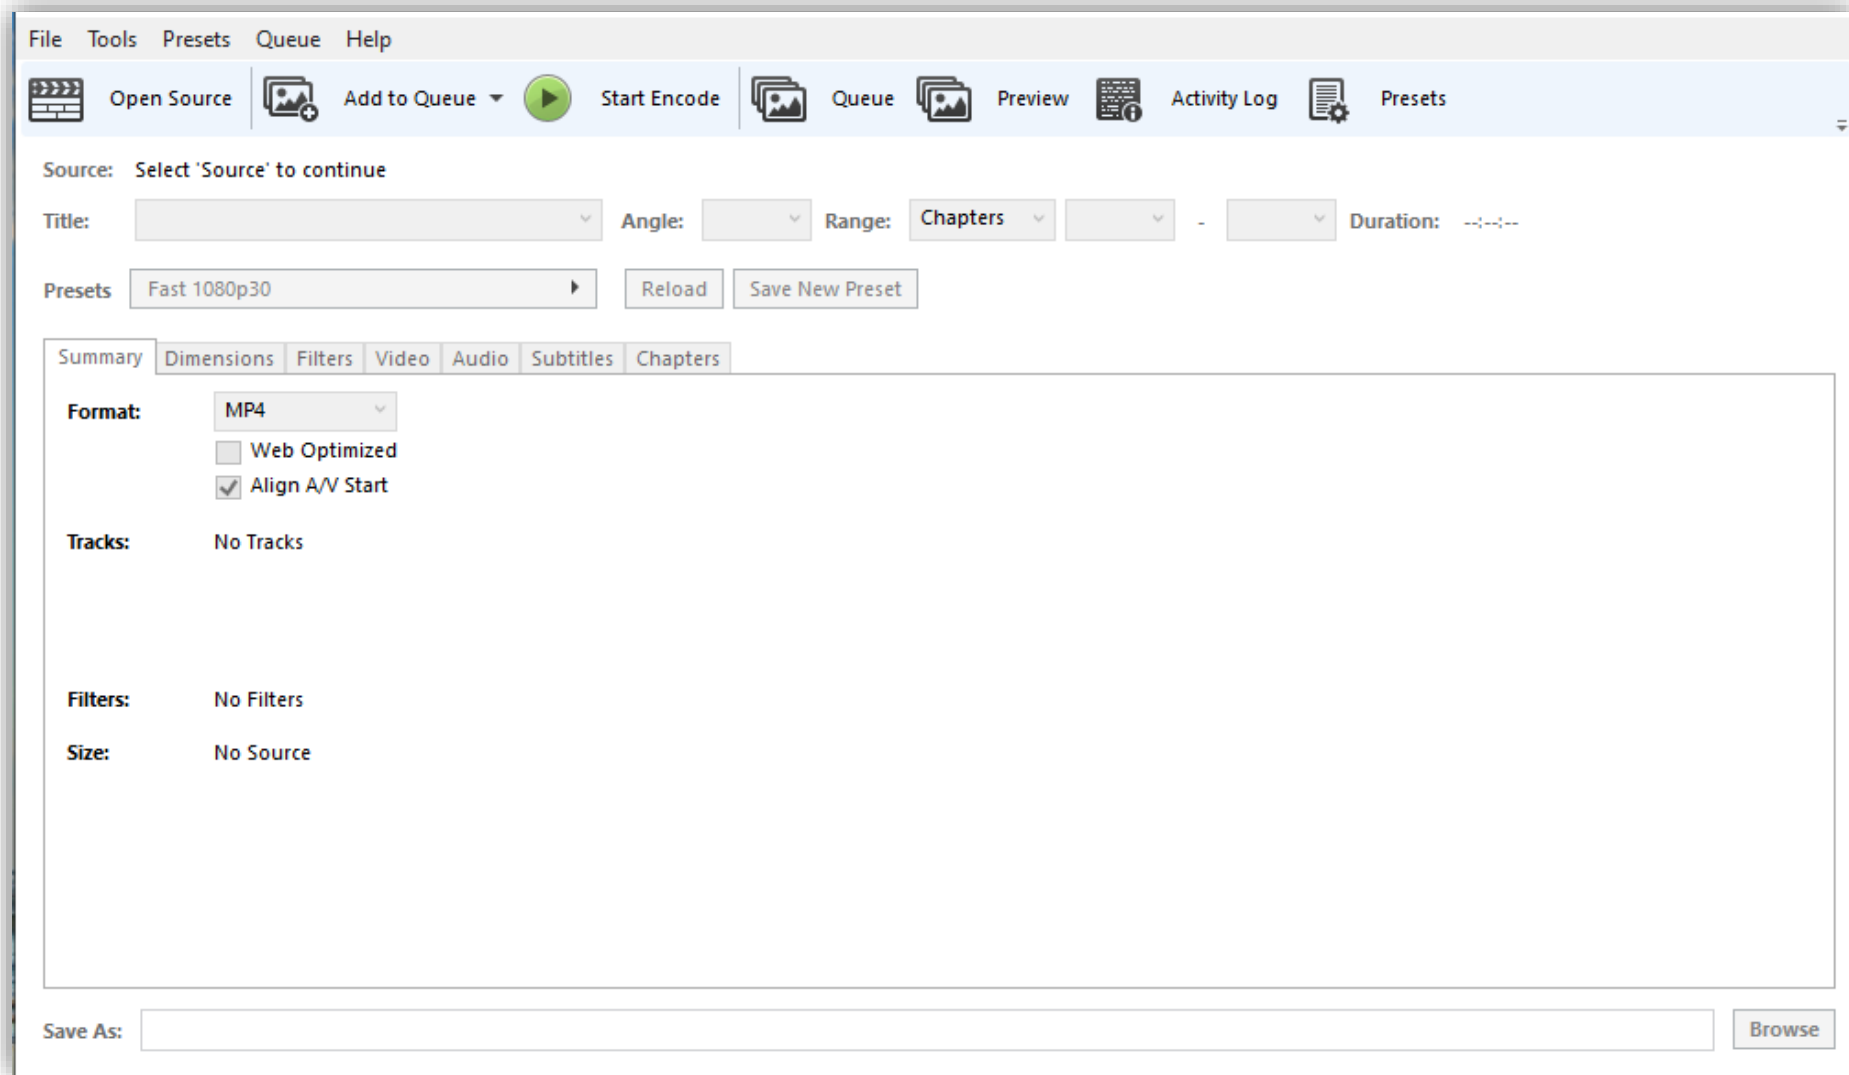 File Tools Presets Queue Help
Open Source Add to Queue Start Encode Queue Preview Activity Log Presets
Source: Select 'Source' to continue
Title: Angle: Range: Chapters - Duration: --:--:--
Presets Fast 1080p30 Reload Save New Preset
Summary Dimensions Filters Video Audio Subtitles Chapters
Format: MP4
Web Optimized
Align A/V Start
Tracks: No Tracks
Filters: No Filters
Size: No Source
Save As: Browse